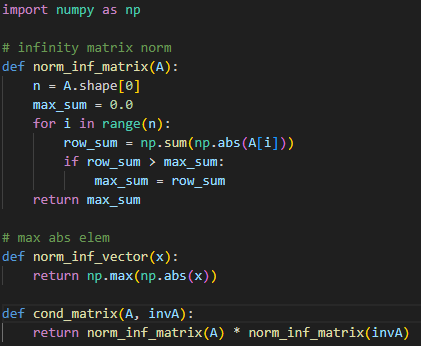 import numpy as np

# infinity matrix norm
def norm_inf_matrix(A):
    n = A.shape[0]
    max_sum = 0.0
    for i in range(n):
        row_sum = np.sum(np.abs(A[i]))
        if row_sum > max_sum:
            max_sum = row_sum
    return max_sum

# max abs elem
def norm_inf_vector(x):
    return np.max(np.abs(x))

def cond_matrix(A, invA):
    return norm_inf_matrix(A) * norm_inf_matrix(invA)